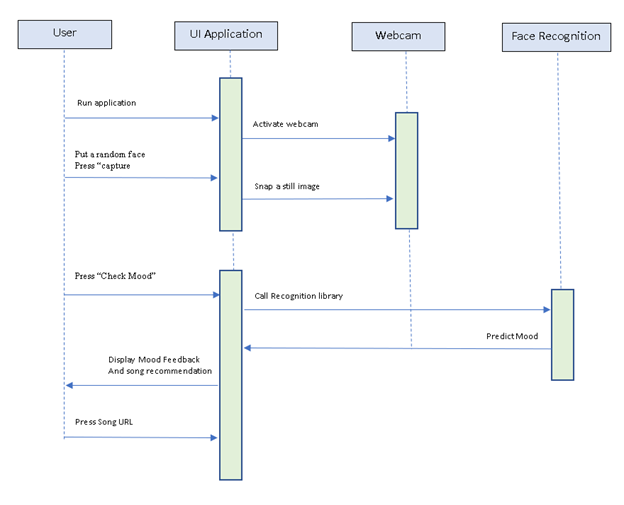 User
UI Application
Webcam
Face Recognition
Run application
Activate webcam
Put a random face
Press “capture
Snap a still image
Press “Check Mood”
Call Recognition library
Predict Mood
Display Mood Feedback
And song recommendation
Press Song URL